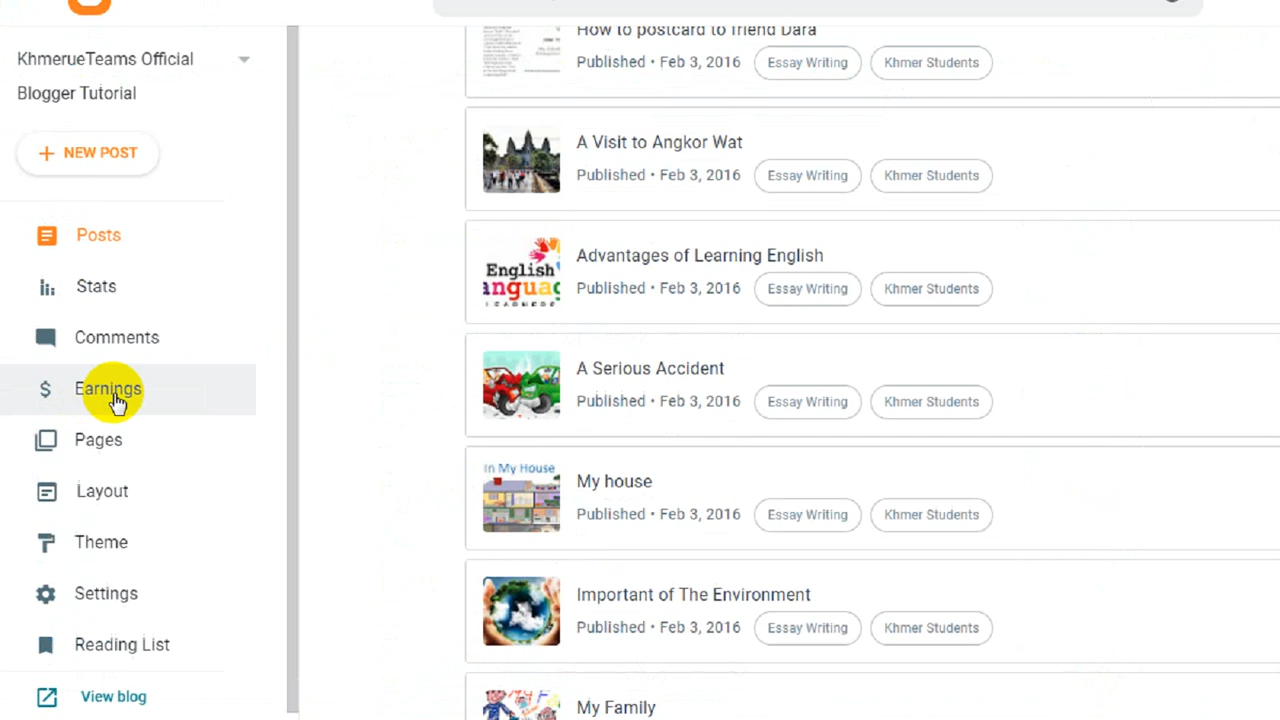 KhmerueTeams Official
Blogger Tutorial
NEW POST
Posts
Stats
Comments
Earnings
Pages
Layout
Theme
Settings
Reading List
View blog
How to postcard to friend Dara
Published • Feb 3, 2016 Essay Writing Khmer Students
A Visit to Angkor Wat
Published • Feb 3, 2016 Essay Writing Khmer Students
English
anguag
LEARNERS
Advantages of Learning English
Published • Feb 3, 2016 Essay Writing Khmer Students
A Serious Accident
Published • Feb 3, 2016 Essay Writing Khmer Students
In My House
My house
Published • Feb 3, 2016 Essay Writing Khmer Students
Important of The Environment
Published • Feb 3, 2016 Essay Writing Khmer Students
My Family